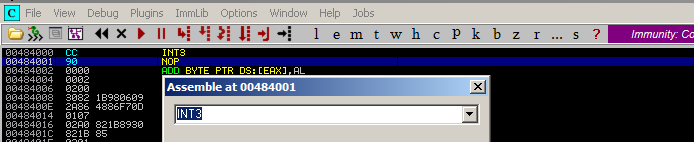 C File View Debug Plugins ImmLib Options Window Help Jobs
l e m t w h c p k b z r ... s ? Immunity: Co
00484000 CC INT3
00484001 90 NOP
00484002 0000 ADD BYTE PTR DS:[EAX],AL
00484004 0002
00484006 0200
00484008 3082 1B980609
0048400E 2A86 4886F70D
00484014 0107
00484016 02A0 821B8930
0048401C 821B 85
Assemble at 00484001
INT3